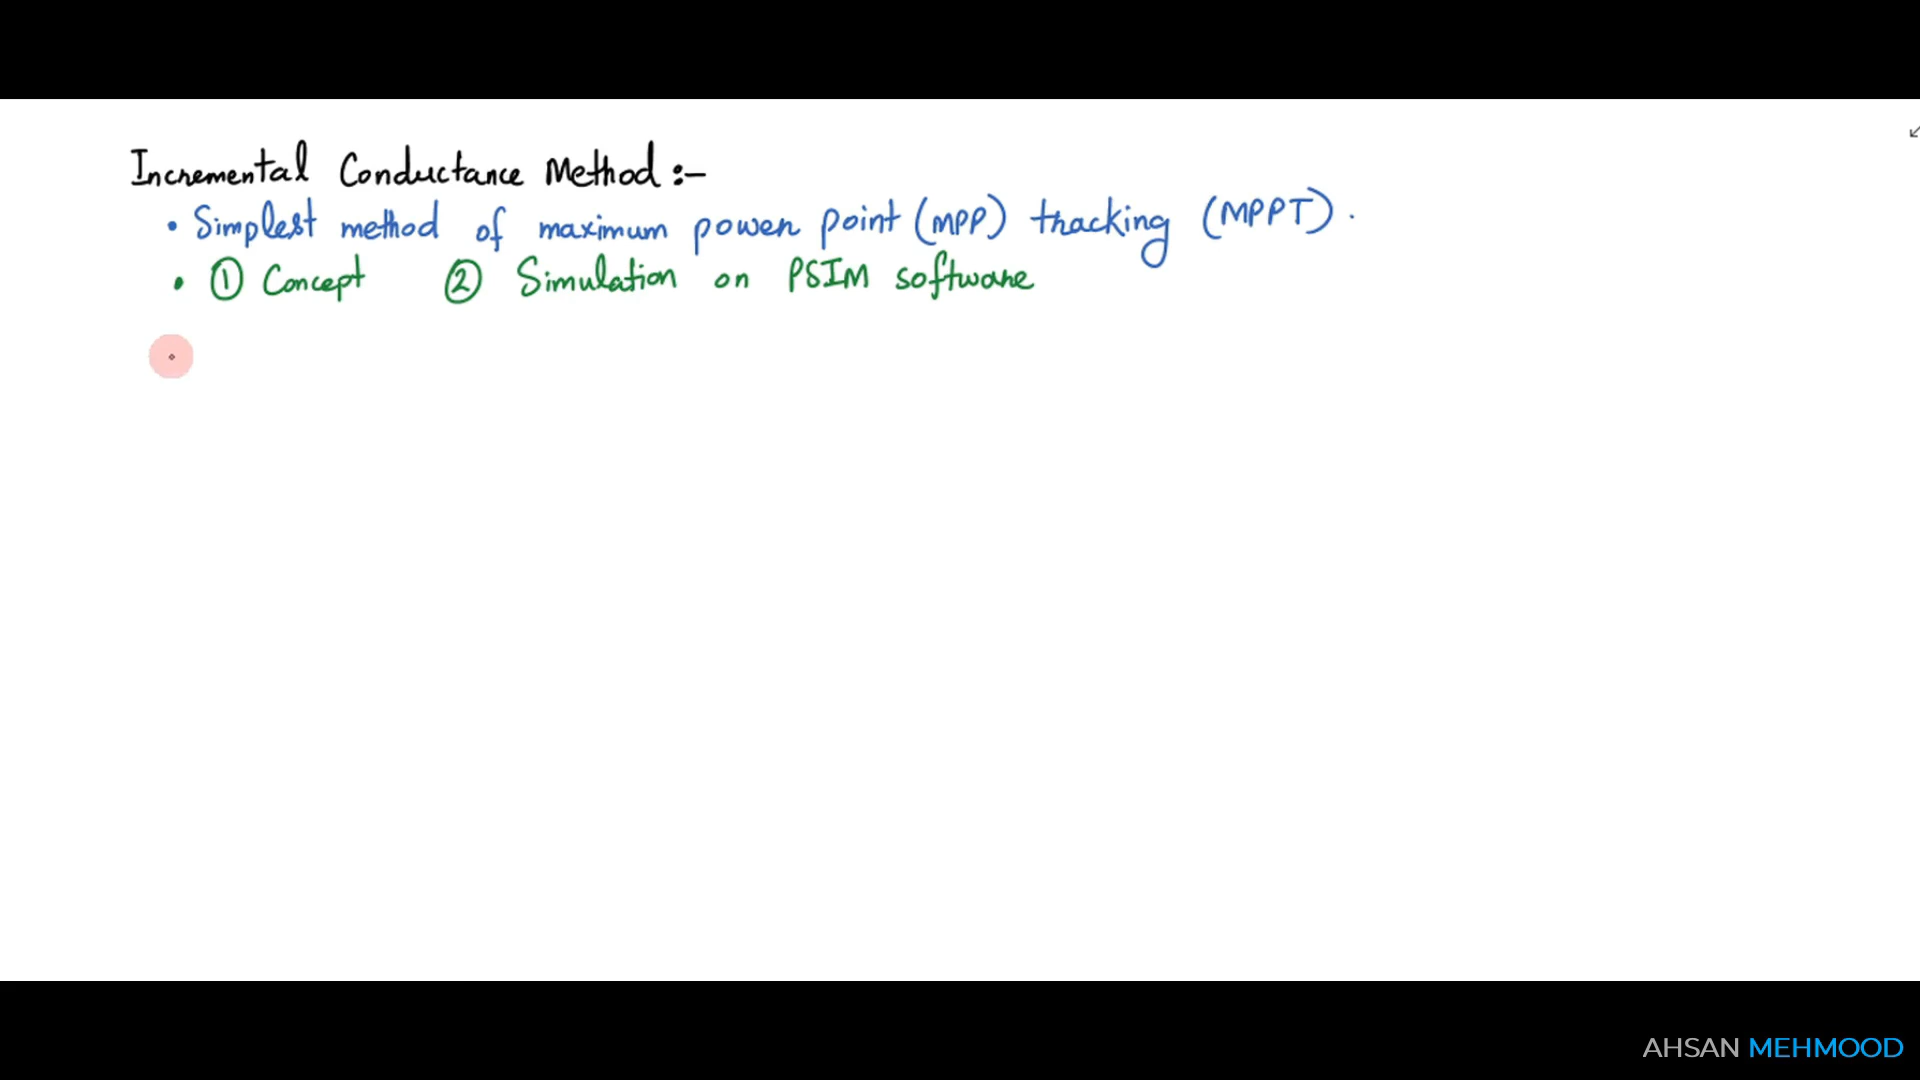 Incremental Conductance Method :-
• Simplest method of maximum power point (MPP) tracking (MPPT).
• ① Concept ② Simulation on PSIM software
AHSAN MEHMOOD